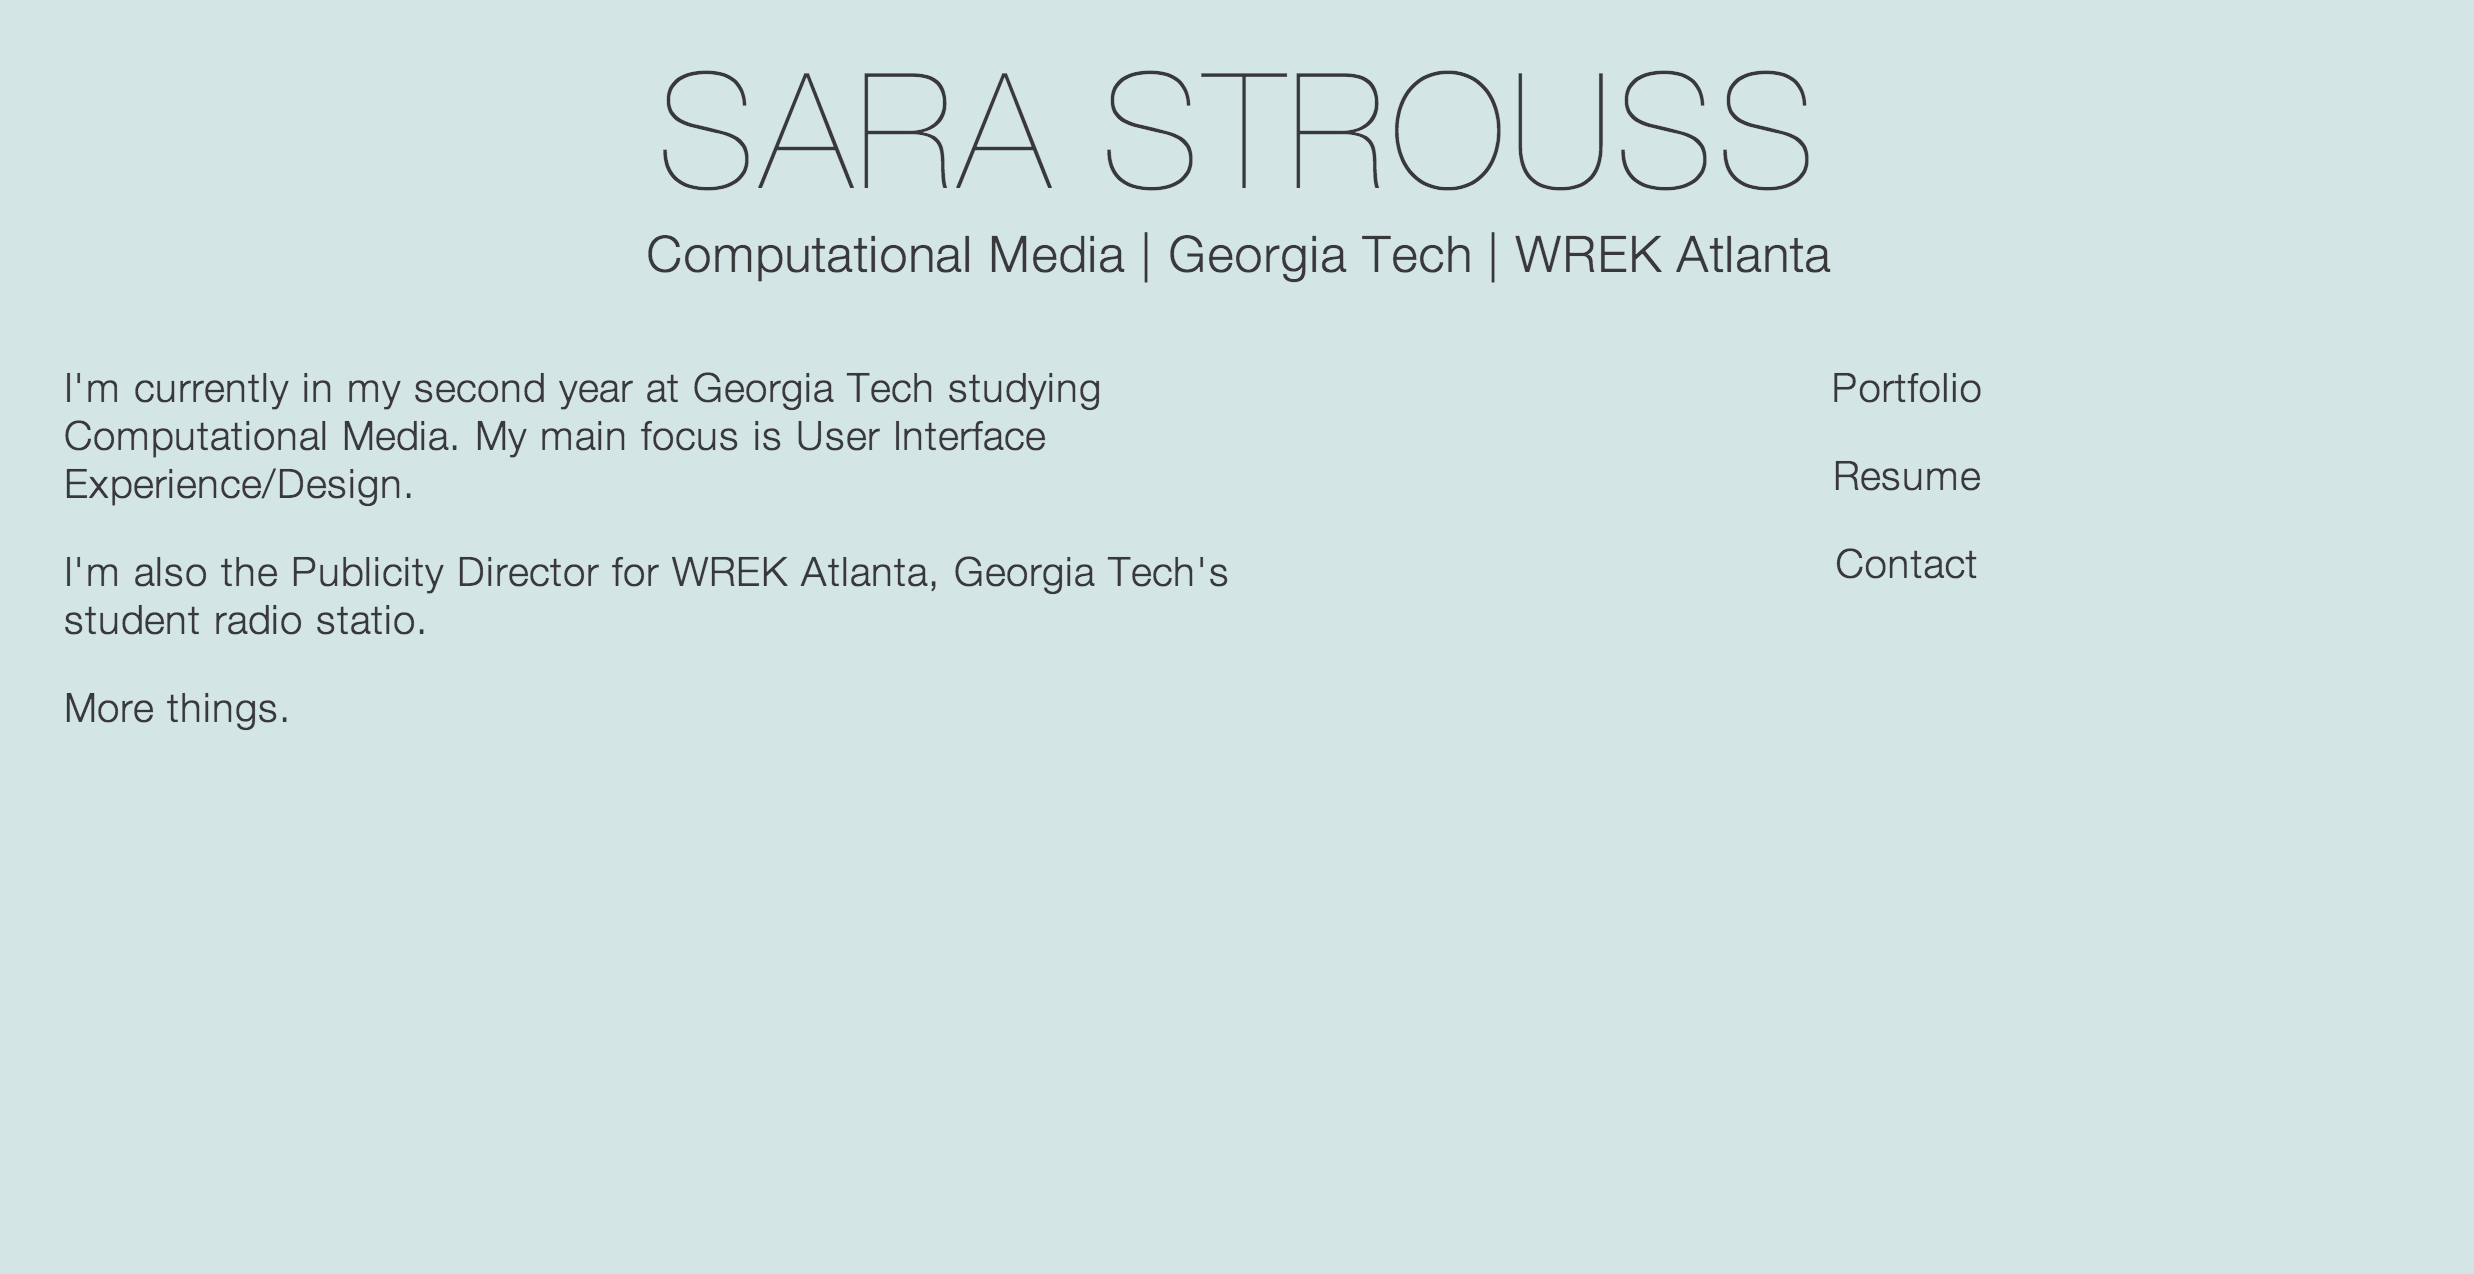 SARA STROUSS
Computational Media | Georgia Tech | WREK Atlanta
I'm currently in my second year at Georgia Tech studying
Computational Media. My main focus is User Interface
Experience/Design.
I'm also the Publicity Director for WREK Atlanta, Georgia Tech's
student radio statio.
More things.
Portfolio
Resume
Contact